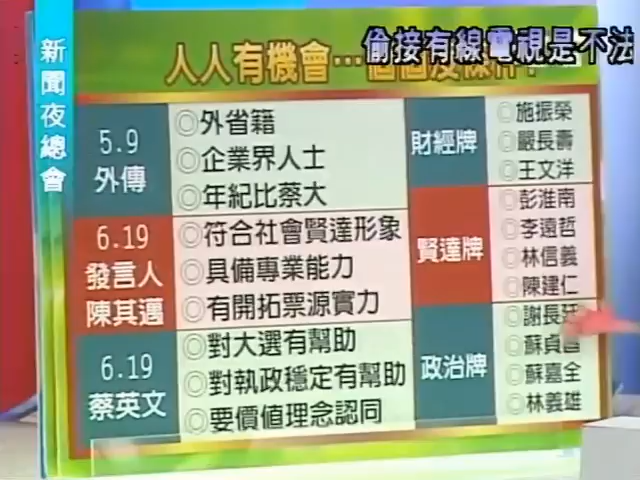 偷接有線電視是不法
新聞夜總會
人人有機會…
5.9
外傳
◎外省籍
◎企業界人士
◎年紀比蔡大
財經牌
◎施振榮
◎嚴長壽
◎王文洋
6.19
發言人
陳其邁
◎符合社會賢達形象
◎具備專業能力
◎有開拓票源實力
賢達牌
◎彭淮南
◎李遠哲
◎林信義
◎陳建仁
6.19
蔡英文
◎對大選有幫助
◎對執政穩定有幫助
◎要價值理念認同
政治牌
◎謝長廷
◎蘇貞昌
◎蘇嘉全
◎林義雄